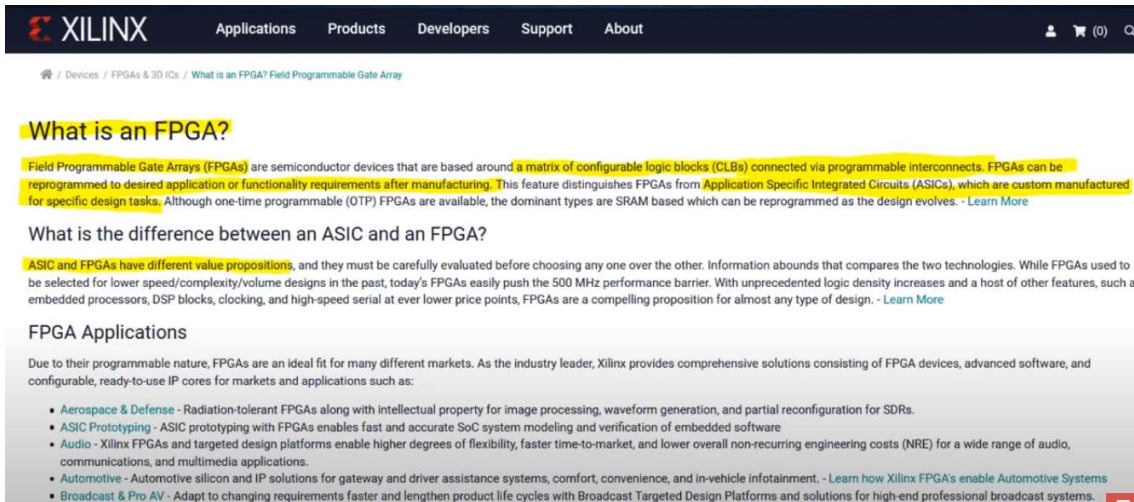 XILINX Applications Products Developers Support About (0)
/ Devices / FPGAs & 3D ICs / What is an FPGA? Field Programmable Gate Array
What is an FPGA?
Field Programmable Gate Arrays (FPGAs) are semiconductor devices that are based around a matrix of configurable logic blocks (CLBs) connected via programmable interconnects. FPGAs can be
reprogrammed to desired application or functionality requirements after manufacturing. This feature distinguishes FPGAs from Application Specific Integrated Circuits (ASICs), which are custom manufactured
for specific design tasks. Although one-time programmable (OTP) FPGAs are available, the dominant types are SRAM based which can be reprogrammed as the design evolves. - Learn More
What is the difference between an ASIC and an FPGA?
ASIC and FPGAs have different value propositions, and they must be carefully evaluated before choosing any one over the other. Information abounds that compares the two technologies. While FPGAs used to
be selected for lower speed/complexity/volume designs in the past, today's FPGAs easily push the 500 MHz performance barrier. With unprecedented logic density increases and a host of other features, such a
embedded processors, DSP blocks, clocking, and high-speed serial at ever lower price points, FPGAs are a compelling proposition for almost any type of design. - Learn More
FPGA Applications
Due to their programmable nature, FPGAs are an ideal fit for many different markets. As the industry leader, Xilinx provides comprehensive solutions consisting of FPGA devices, advanced software, and
configurable, ready-to-use IP cores for markets and applications such as:
• Aerospace & Defense - Radiation-tolerant FPGAs along with intellectual property for image processing, waveform generation, and partial reconfiguration for SDRs.
• ASIC Prototyping - ASIC prototyping with FPGAs enables fast and accurate SoC system modeling and verification of embedded software
• Audio - Xilinx FPGAs and targeted design platforms enable higher degrees of flexibility, faster time-to-market, and lower overall non-recurring engineering costs (NRE) for a wide range of audio,
communications, and multimedia applications.
• Automotive - Automotive silicon and IP solutions for gateway and driver assistance systems, comfort, convenience, and in-vehicle infotainment. - Learn how Xilinx FPGA's enable Automotive Systems
• Broadcast & Pro AV - Adapt to changing requirements faster and lengthen product life cycles with Broadcast Targeted Design Platforms and solutions for high-end professional broadcast systems.